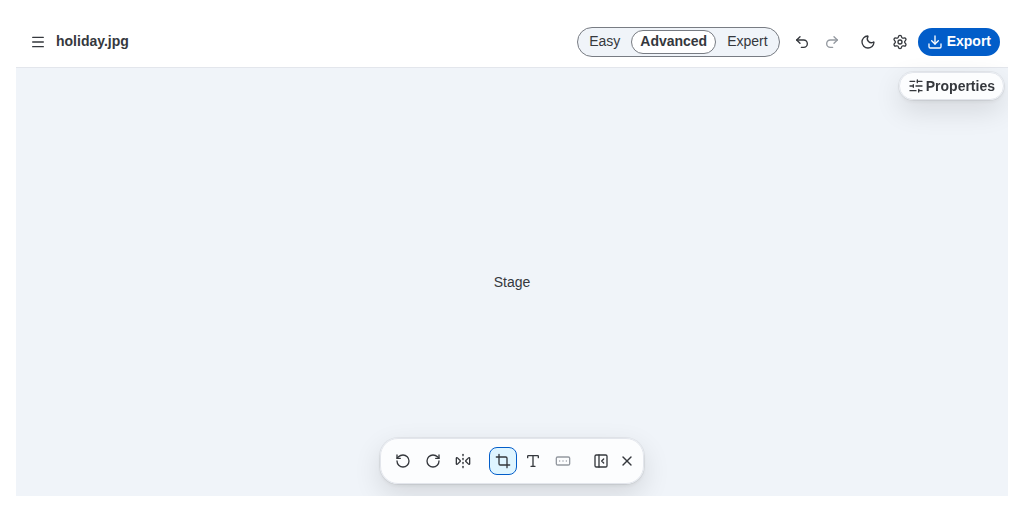 holiday.jpg
Easy
Advanced
Expert
Export
Properties
Stage